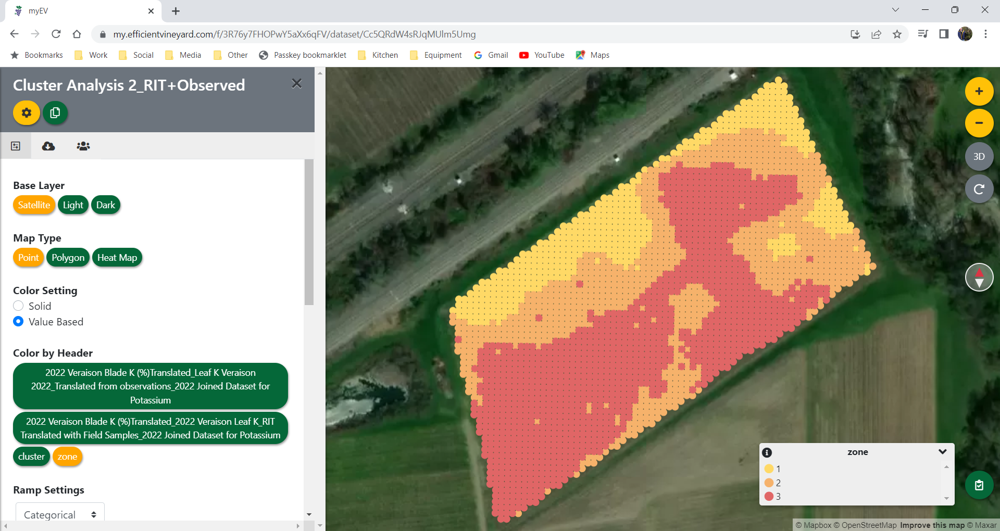 myEV
my.efficientvineyard.com/f/3R76y7FHOPwY5aXx6qFV/dataset/Cc5QRdW4sRJqMUlm5Umg
Bookmarks Work Social Media Other Passkey bookmarklet Kitchen Equipment Gmail YouTube Maps
Cluster Analysis 2_RIT+Observed
Base Layer
Satellite Light Dark
Map Type
Point Polygon Heat Map
Color Setting
Solid
Value Based
Color by Header
2022 Veraison Blade K (%)Translated_Leaf K Veraison
2022_Translated from observations_2022 Joined Dataset for
Potassium
2022 Veraison Blade K (%)Translated_2022 Veraison Leaf K_RIT
Translated with Field Samples_2022 Joined Dataset for Potassium
cluster zone
Ramp Settings
Categorical
3D
zone
1
2
3
© Mapbox © OpenStreetMap Improve this map © Maxar